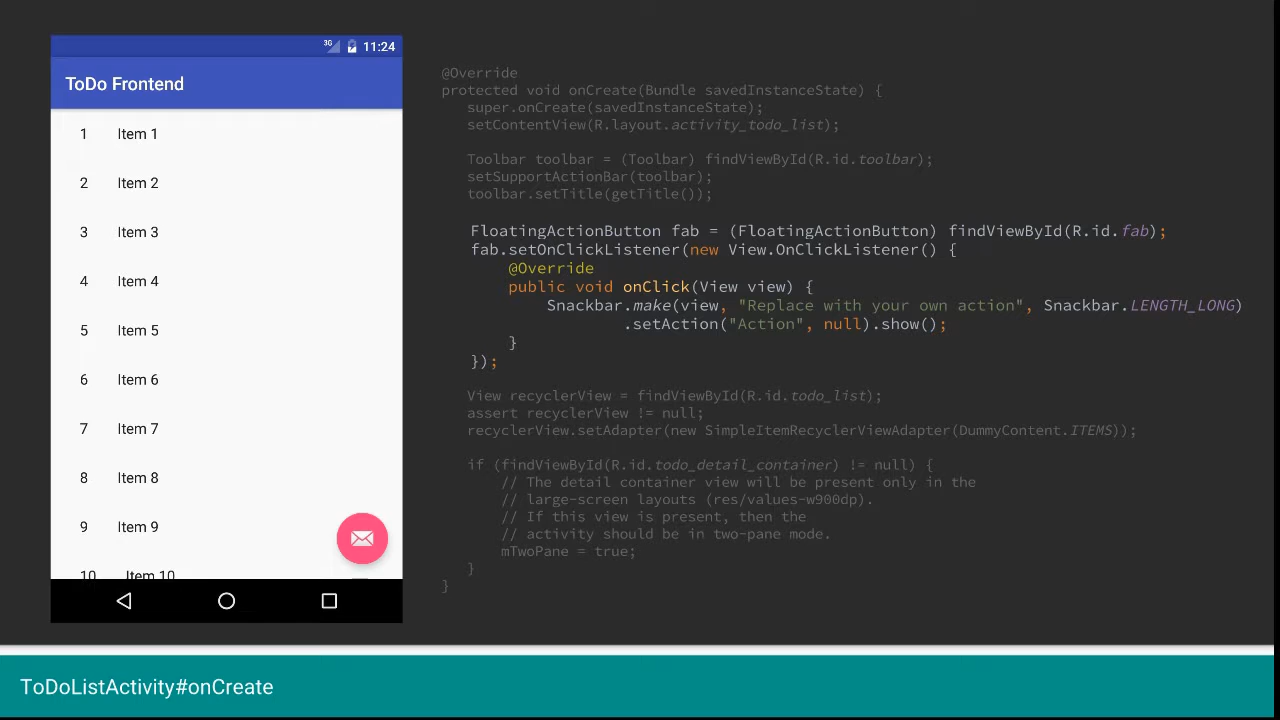 3G 11:24
ToDo Frontend
1 Item 1
2 Item 2
3 Item 3
4 Item 4
5 Item 5
6 Item 6
7 Item 7
8 Item 8
9 Item 9
10 Item 10
@Override
protected void onCreate(Bundle savedInstanceState) {
super.onCreate(savedInstanceState);
setContentView(R.layout.activity_todo_list);
Toolbar toolbar = (Toolbar) findViewById(R.id.toolbar);
setSupportActionBar(toolbar);
toolbar.setTitle(getTitle());
FloatingActionButton fab = (FloatingActionButton) findViewById(R.id.fab);
fab.setOnClickListener(new View.OnClickListener() {
@Override
public void onClick(View view) {
Snackbar.make(view, "Replace with your own action", Snackbar.LENGTH_LONG)
.setAction("Action", null).show();
}
});
View recyclerView = findViewById(R.id.todo_list);
assert recyclerView != null;
recyclerView.setAdapter(new SimpleItemRecyclerViewAdapter(DummyContent.ITEMS));
if (findViewById(R.id.todo_detail_container) != null) {
// The detail container view will be present only in the
// large-screen layouts (res/values-w900dp).
// If this view is present, then the
// activity should be in two-pane mode.
mTwoPane = true;
}
}
ToDoListActivity#onCreate